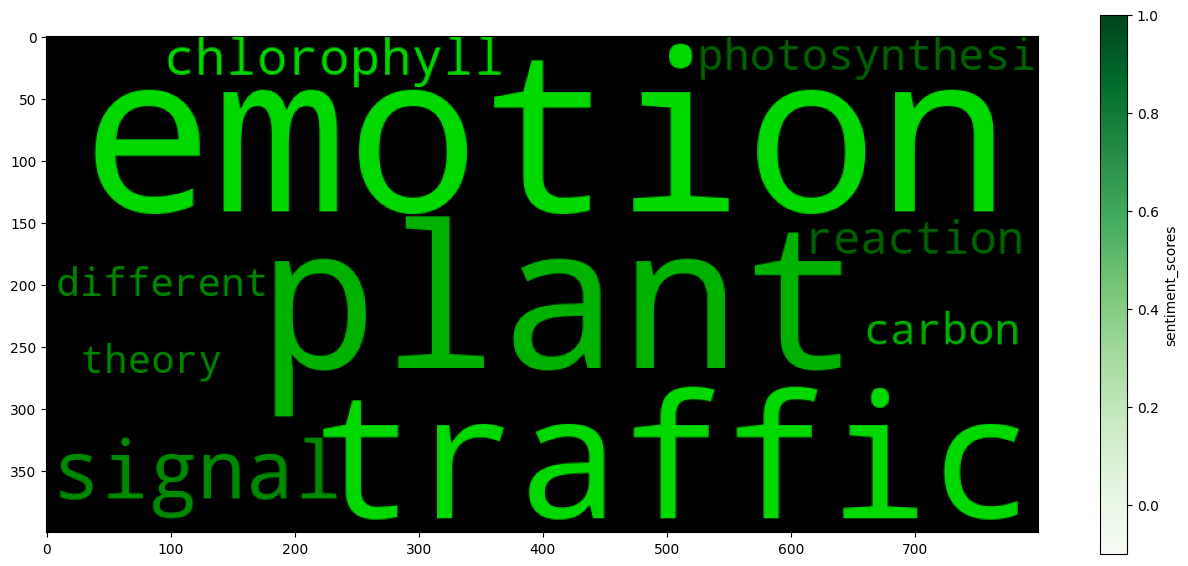 chlorophyll photosynthesi
emotion
reaction
different plant
carbon
theory
signal traffic
0
50
100
150
200
250
300
350
0 100 200 300 400 500 600 700
1.0
0.8
0.6
0.4
0.2
0.0
sentiment_scores